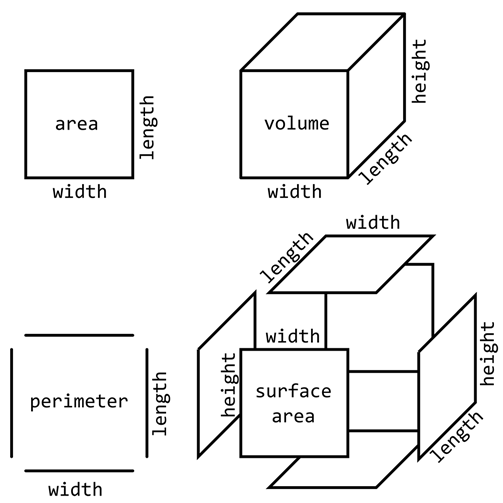 area
length
width
volume
height
length
width
perimeter
length
width
width
length
width
height
surface
area
height
length